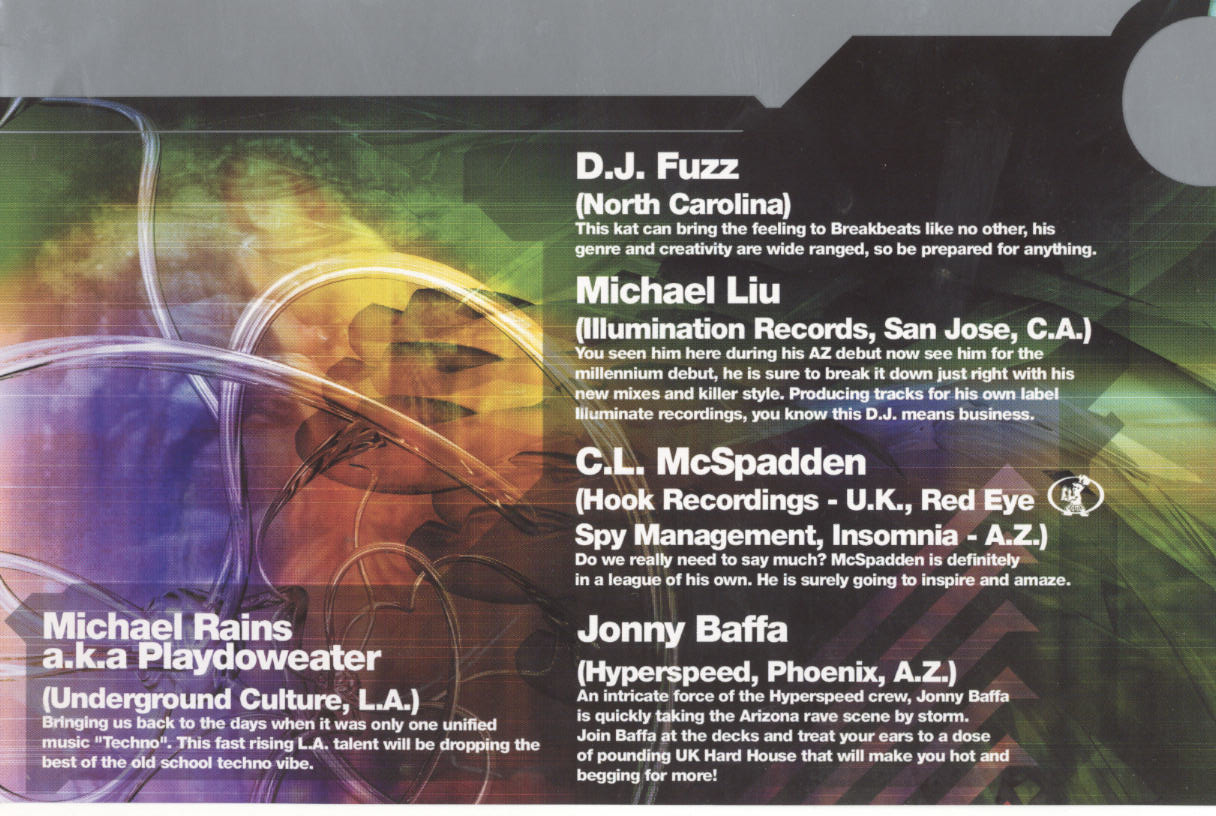 D.J. Fuzz
(North Carolina)
This kat can bring the feeling to Breakbeats like no other, his
genre and creativity are wide ranged, so be prepared for anything.
Michael Liu
(Illumination Records, San Jose, C.A.)
You seen him here during his AZ debut now see him for the
millennium debut, he is sure to break it down just right with his
new mixes and killer style. Producing tracks for his own label
Illuminate recordings, you know this D.J. means business.
C.L. McSpadden
(Hook Recordings - U.K., Red Eye
Spy Management, Insomnia - A.Z.)
Do we really need to say much? McSpadden is definitely
in a league of his own. He is surely going to inspire and amaze.
Michael Rains
a.k.a Playdoweater
(Underground Culture, L.A.)
Bringing us back to the days when it was only one unified
music "Techno". This fast rising L.A. talent will be dropping the
best of the old school techno vibe.
Jonny Baffa
(Hyperspeed, Phoenix, A.Z.)
An intricate force of the Hyperspeed crew, Jonny Baffa
is quickly taking the Arizona rave scene by storm.
Join Baffa at the decks and treat your ears to a dose
of pounding UK Hard House that will make you hot and
begging for more!